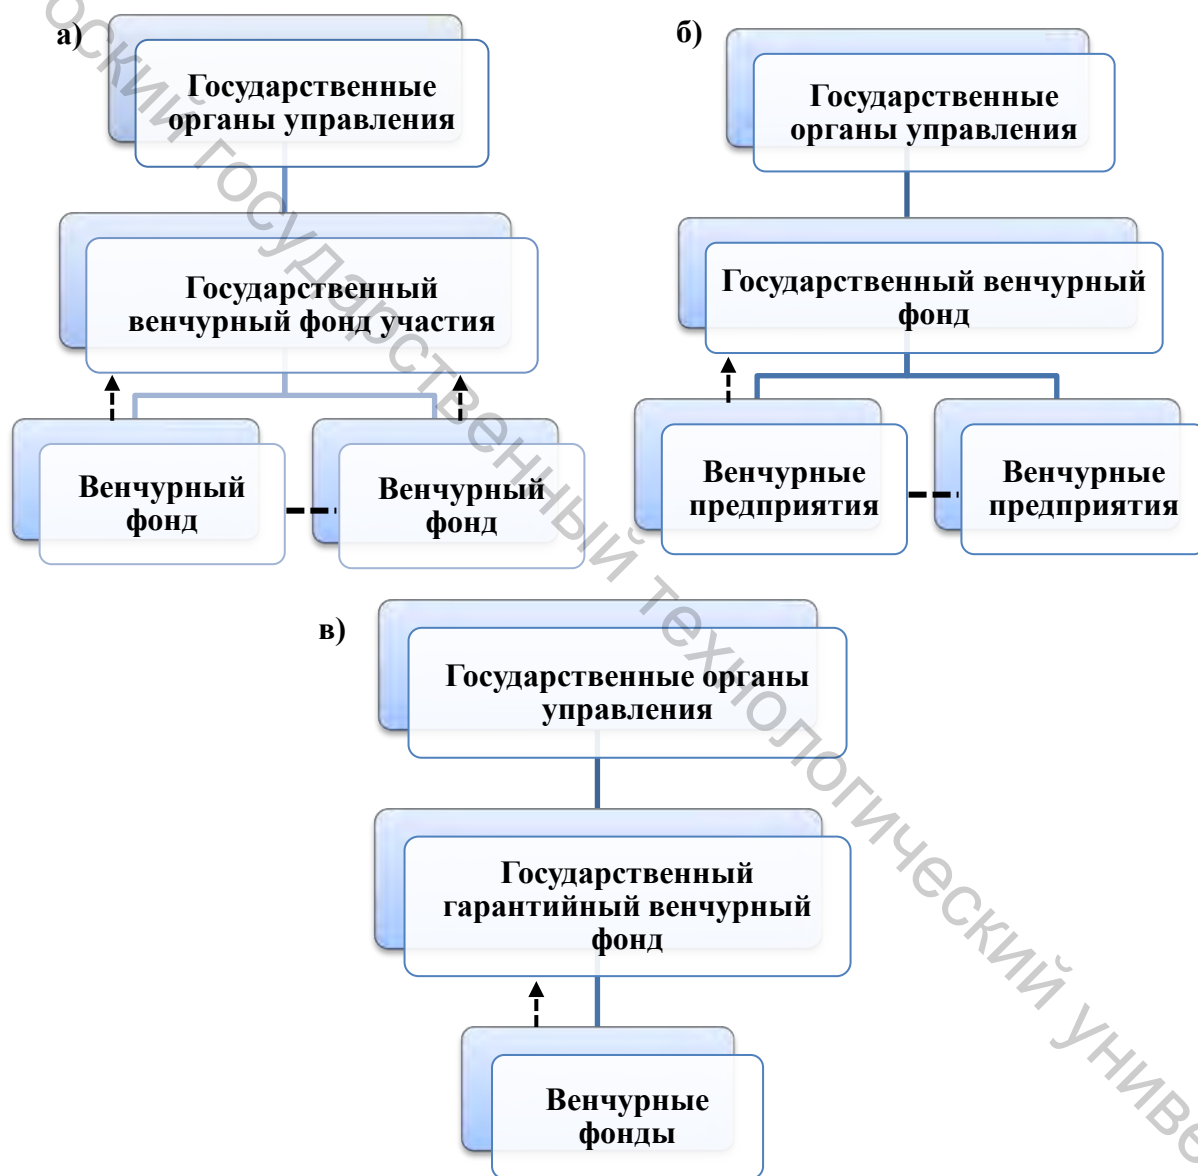 а)
Государственные
органы управления
Государственный
венчурный фонд участия
Венчурный
фонд
Венчурный
фонд
б)
Государственные
органы управления
Государственный венчурный
фонд
Венчурные
предприятия
Венчурные
предприятия
в)
Государственные органы
управления
Государственный
гарантийный венчурный
фонд
Венчурные
фонды
государственный технологический